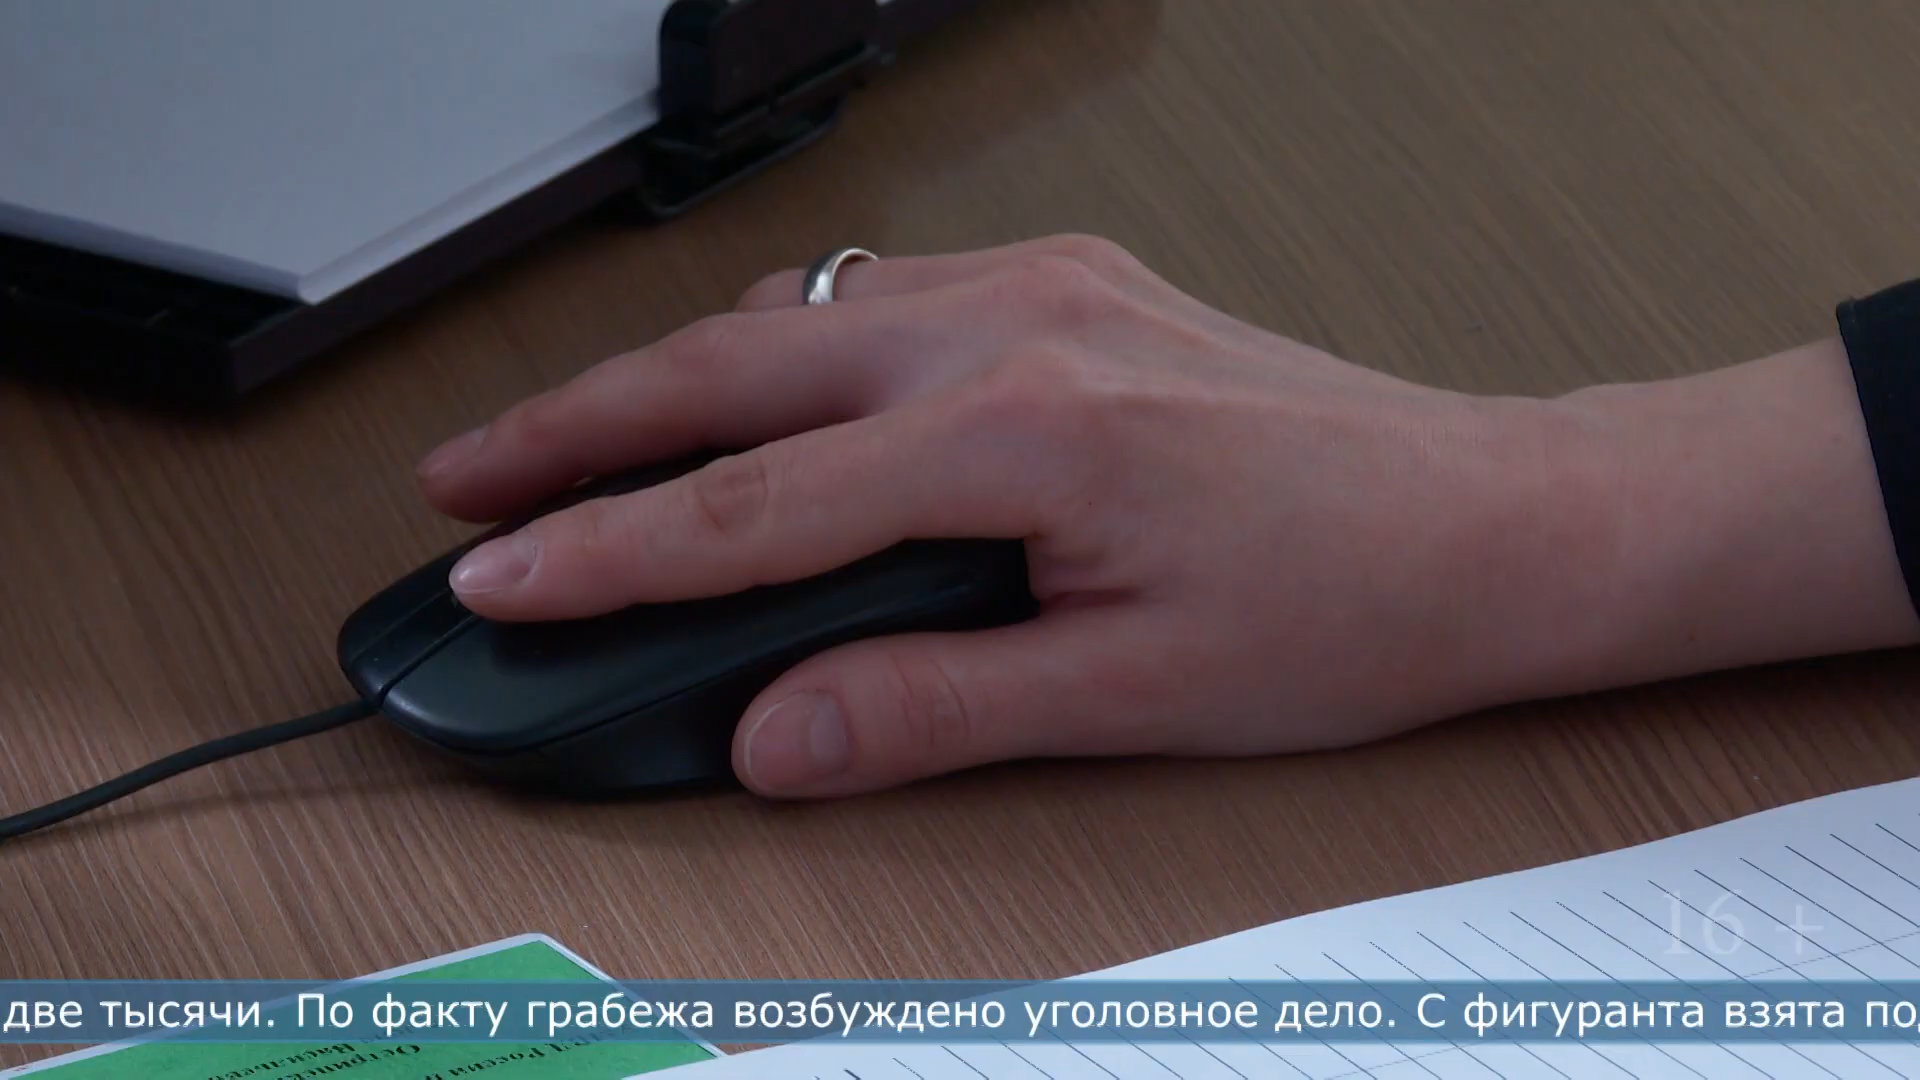 16 +
две тысячи. По факту грабежа возбуждено уголовное дело. С фигуранта взята по